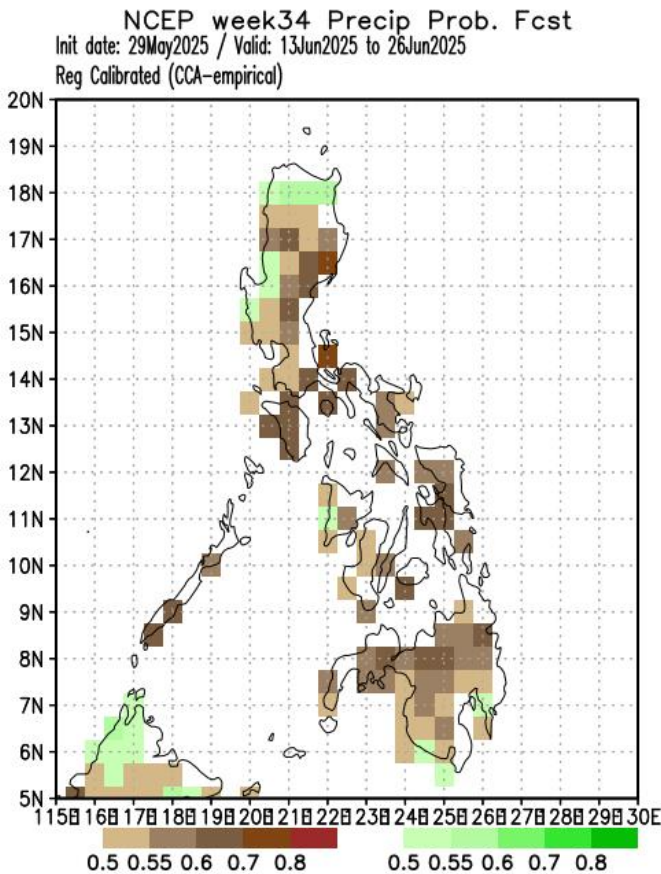 NCEP week34 Precip Prob. Fcst
Init date: 29May2025 / Valid: 13Jun2025 to 26Jun2025
Reg Calibrated (CCA-empirical)
20N
19N
18N
17N
16N
15N
14N
13N
12N
11N
10N
9N
8N
7N
6N
5N
115E 116E 117E 118E 119E 120E 121E 122E 123E 124E 125E 126E 127E 128E 129E 130E
0.5 0.55 0.6 0.7 0.8 0.5 0.55 0.6 0.7 0.8